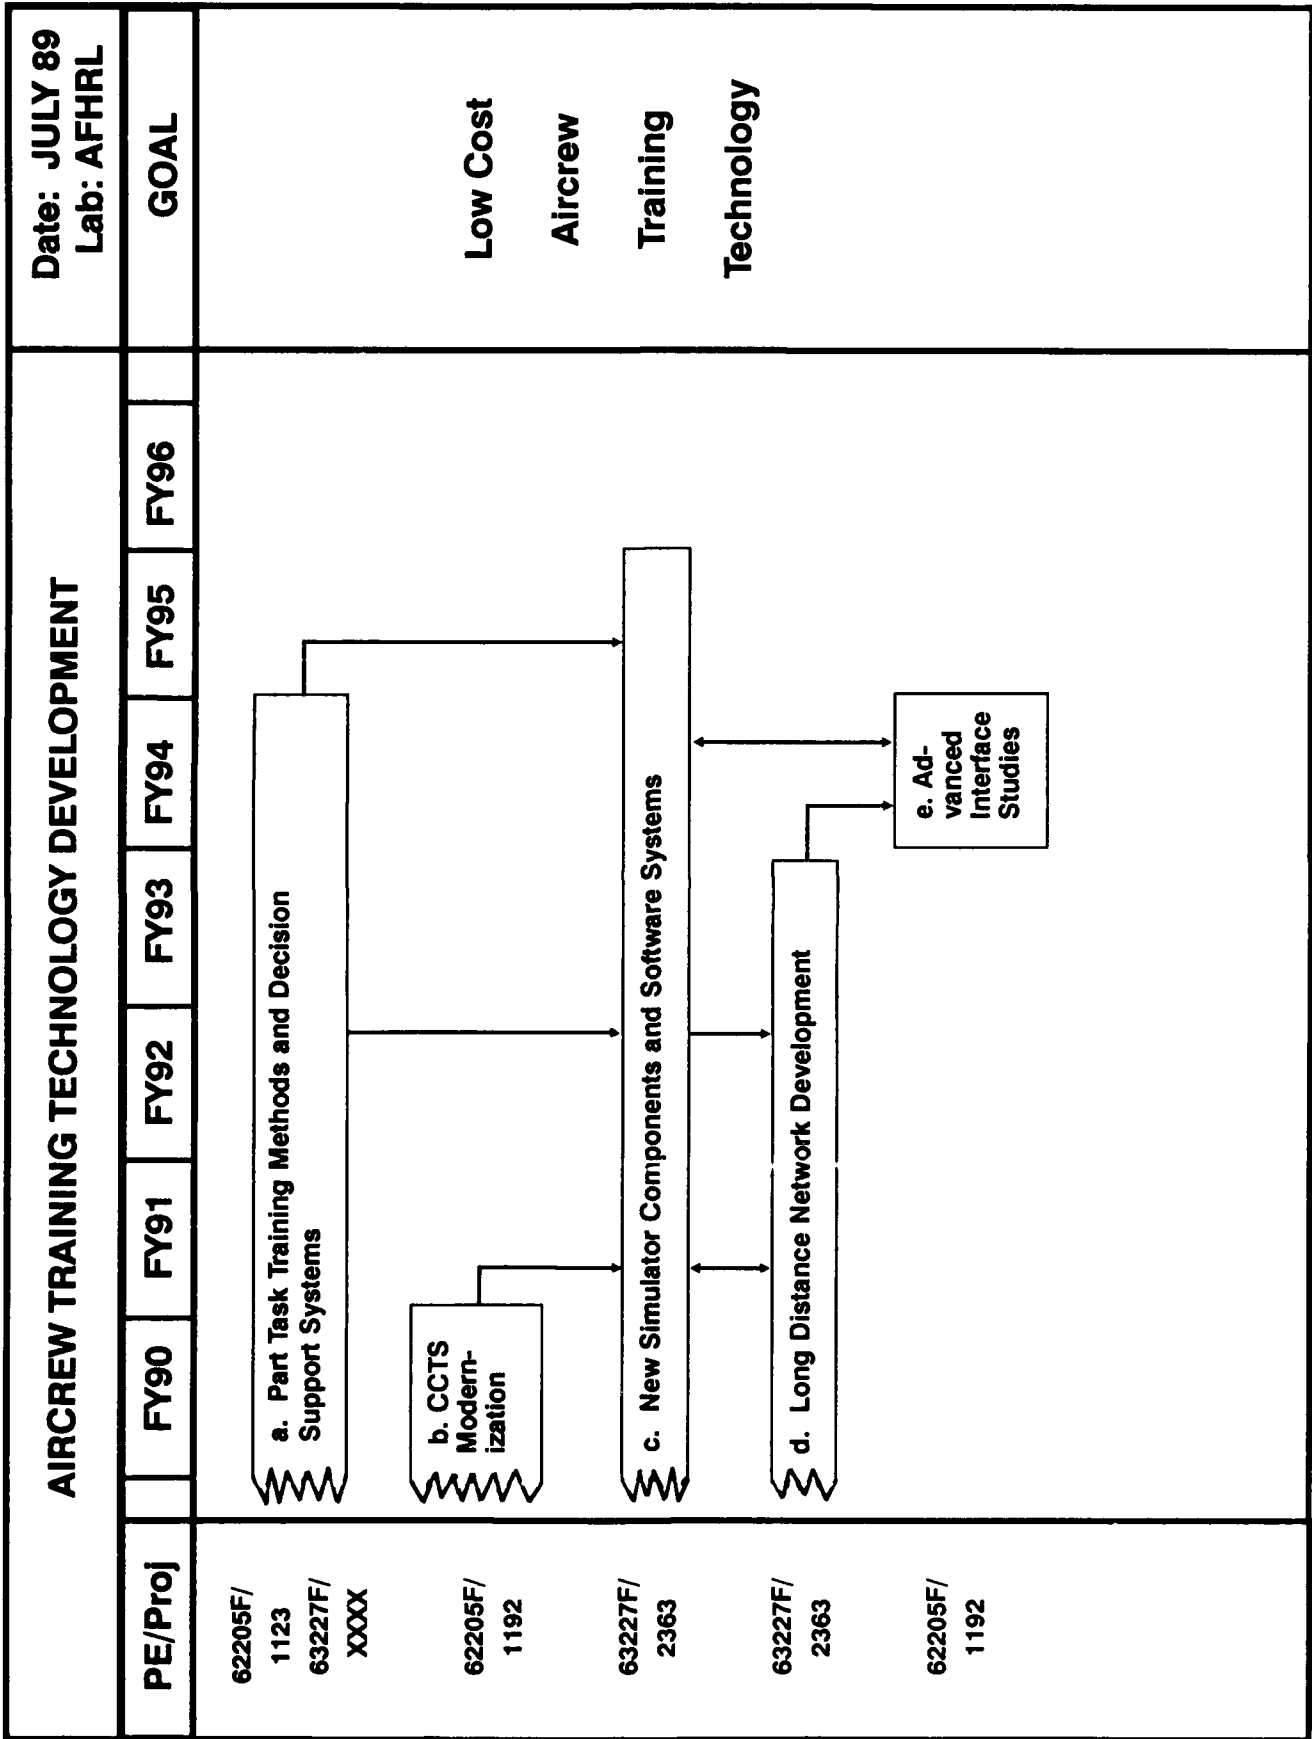 AIRCREW TRAINING TECHNOLOGY DEVELOPMENT
Date: JULY 89
Lab: AFHRL
PE/Proj
FY90
FY91
FY92
FY93
FY94
FY95
FY96
GOAL
62205F/
1123
63227F/
XXXX
a. Part Task Training Methods and Decision
Support Systems
62205F/
1192
b. CCTS
Modern-
ization
63227F/
2363
c. New Simulator Components and Software Systems
63227F/
2363
d. Long Distance Network Development
62205F/
1192
e. Ad-
vanced
Interface
Studies
Low Cost
Aircrew
Training
Technology